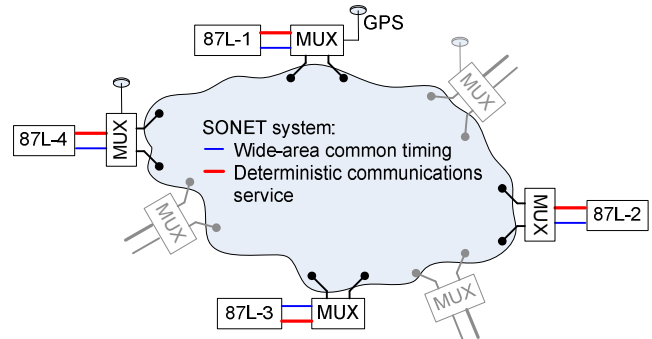 GPS
87L-1
MUX
MUX
87L-4
MUX
SONET system:
Wide-area common timing
Deterministic communications
service
MUX
MUX
87L-2
MUX
87L-3
MUX